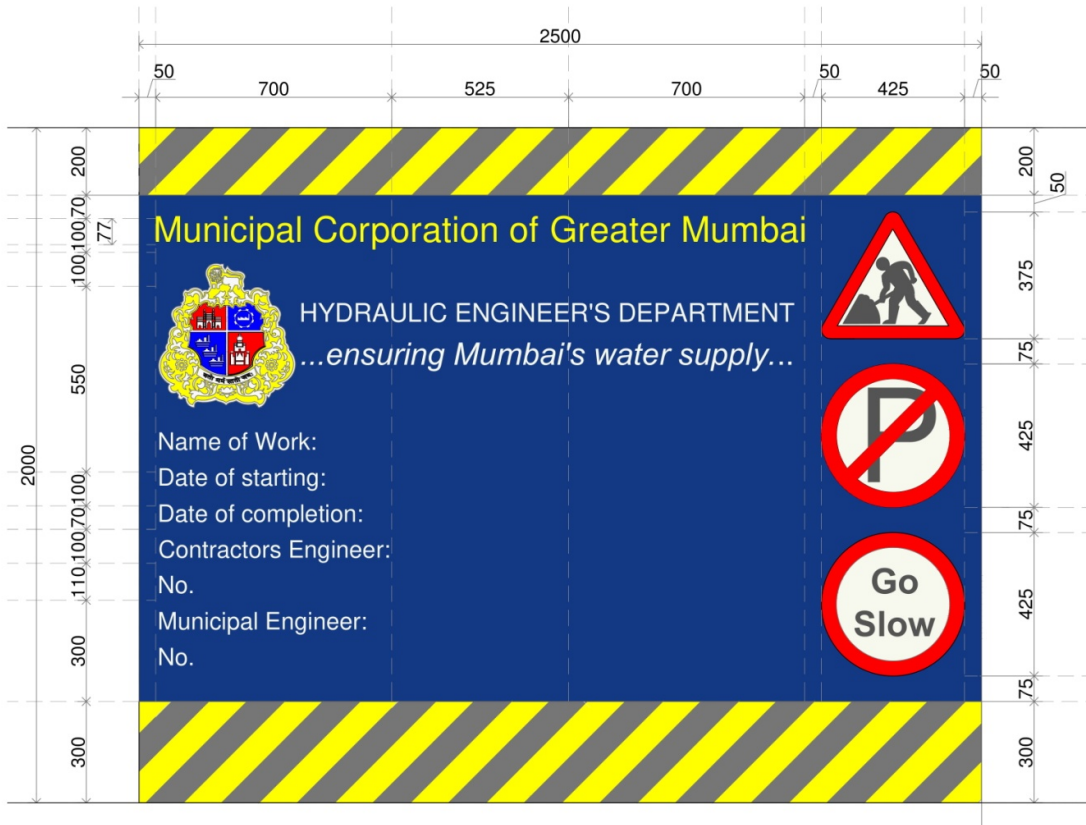 2500
50 50 50
700 525 700 425
200 200
50
70
100 77
Municipal Corporation of Greater Mumbai
100
375
HYDRAULIC ENGINEER'S DEPARTMENT
...ensuring Mumbai's water supply...
75
550
P
425
Name of Work:
2000
Date of starting:
100
Date of completion:
70
75
Contractors Engineer:
100
No.
110
Go
Slow
425
Municipal Engineer:
300
No.
75
300 300